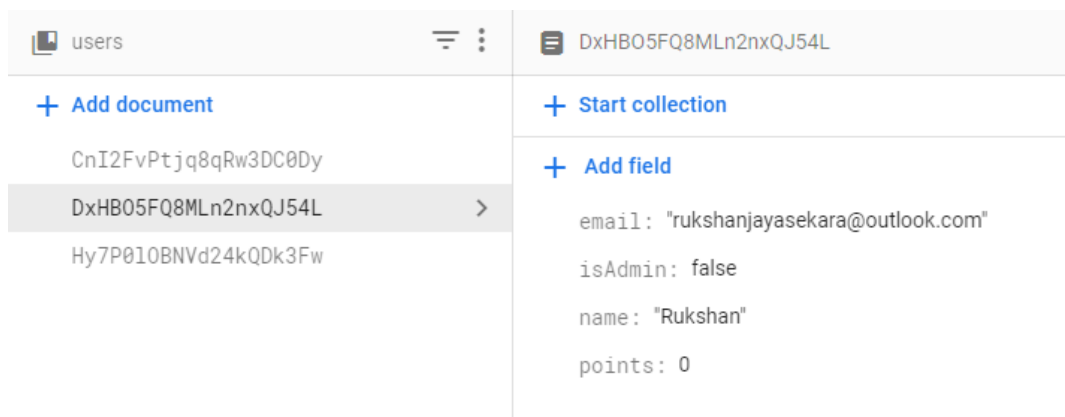 users
+ Add document
CnI2FvPtjq8qRw3DC0Dy
DxHBO5FQ8MLn2nxQJ54L
Hy7P0lOBNVd24kQDk3Fw
DxHBO5FQ8MLn2nxQJ54L
+ Start collection
+ Add field
email: "rukshanjayasekara@outlook.com"
isAdmin: false
name: "Rukshan"
points: 0